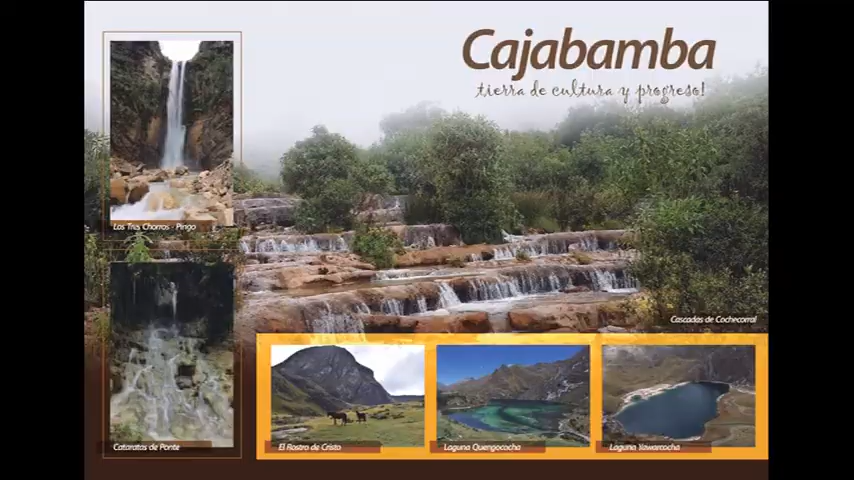 Cajabamba
tierra de cultura y progreso!
Los Tres Chorros - Pingo
Cascadas de Cochecorral
Cataratas de Ponte
El Rostro de Cristo
Laguna Quengococha
Laguna Yawarcocha